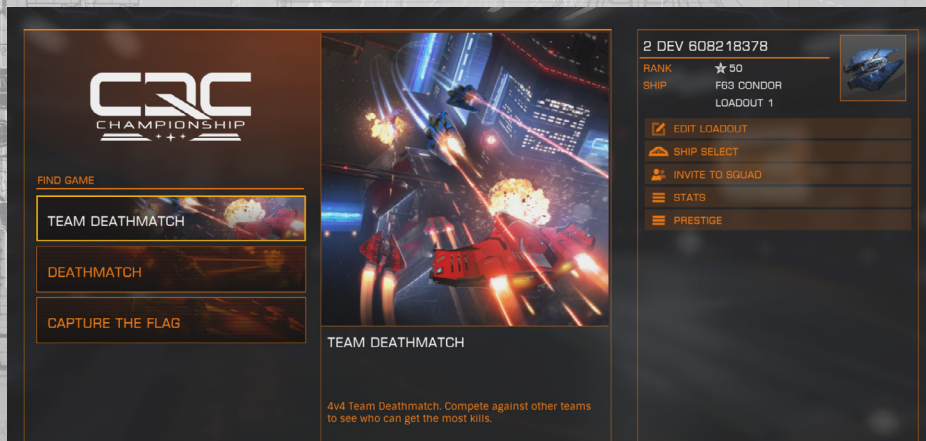 CQC
CHAMPIONSHIP
FIND GAME
TEAM DEATHMATCH
DEATHMATCH
CAPTURE THE FLAG
TEAM DEATHMATCH
4v4 Team Deathmatch. Compete against other teams
to see who can get the most kills.
2 DEV 608218378
RANK 50
SHIP F63 CONDOR
LOADOUT 1
EDIT LOADOUT
SHIP SELECT
INVITE TO SQUAD
STATS
PRESTIGE